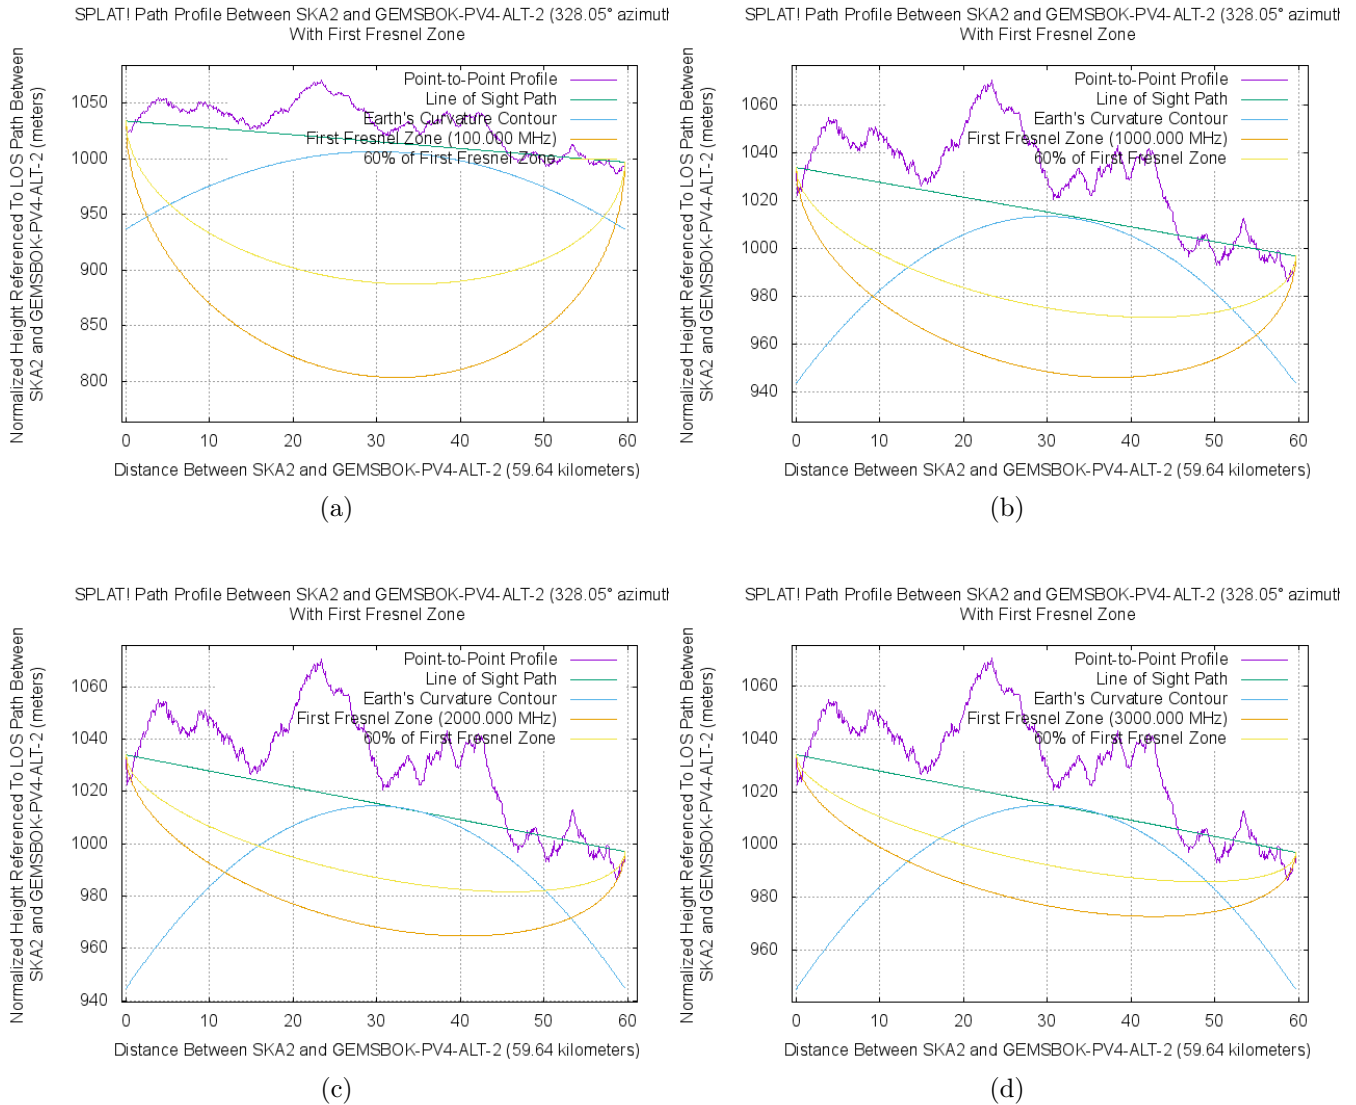 SPLAT! Path Profile Between SKA2 and GEMSBOK-PV4-ALT-2 (328.05° azimuth
With First Fresnel Zone
Normalized Height Referenced To LOS Path Between
SKA2 and GEMSBOK-PV4-ALT-2 (meters)
Point-to-Point Profile
Line of Sight Path
Earth's Curvature Contour
First Fresnel Zone (100.000 MHz)
60% of First Fresnel Zone
1050
1000
950
900
850
800
0 10 20 30 40 50 60
Distance Between SKA2 and GEMSBOK-PV4-ALT-2 (59.64 kilometers)
(a)
SPLAT! Path Profile Between SKA2 and GEMSBOK-PV4-ALT-2 (328.05° azimuth
With First Fresnel Zone
Normalized Height Referenced To LOS Path Between
SKA2 and GEMSBOK-PV4-ALT-2 (meters)
Point-to-Point Profile
Line of Sight Path
Earth's Curvature Contour
First Fresnel Zone (1000.000 MHz)
60% of First Fresnel Zone
1060
1040
1020
1000
980
960
940
0 10 20 30 40 50 60
Distance Between SKA2 and GEMSBOK-PV4-ALT-2 (59.64 kilometers)
(b)
SPLAT! Path Profile Between SKA2 and GEMSBOK-PV4-ALT-2 (328.05° azimuth
With First Fresnel Zone
Normalized Height Referenced To LOS Path Between
SKA2 and GEMSBOK-PV4-ALT-2 (meters)
Point-to-Point Profile
Line of Sight Path
Earth's Curvature Contour
First Fresnel Zone (2000.000 MHz)
60% of First Fresnel Zone
1060
1040
1020
1000
980
960
940
0 10 20 30 40 50 60
Distance Between SKA2 and GEMSBOK-PV4-ALT-2 (59.64 kilometers)
(c)
SPLAT! Path Profile Between SKA2 and GEMSBOK-PV4-ALT-2 (328.05° azimuth
With First Fresnel Zone
Normalized Height Referenced To LOS Path Between
SKA2 and GEMSBOK-PV4-ALT-2 (meters)
Point-to-Point Profile
Line of Sight Path
Earth's Curvature Contour
First Fresnel Zone (3000.000 MHz)
60% of First Fresnel Zone
1060
1040
1020
1000
980
960
0 10 20 30 40 50 60
Distance Between SKA2 and GEMSBOK-PV4-ALT-2 (59.64 kilometers)
(d)